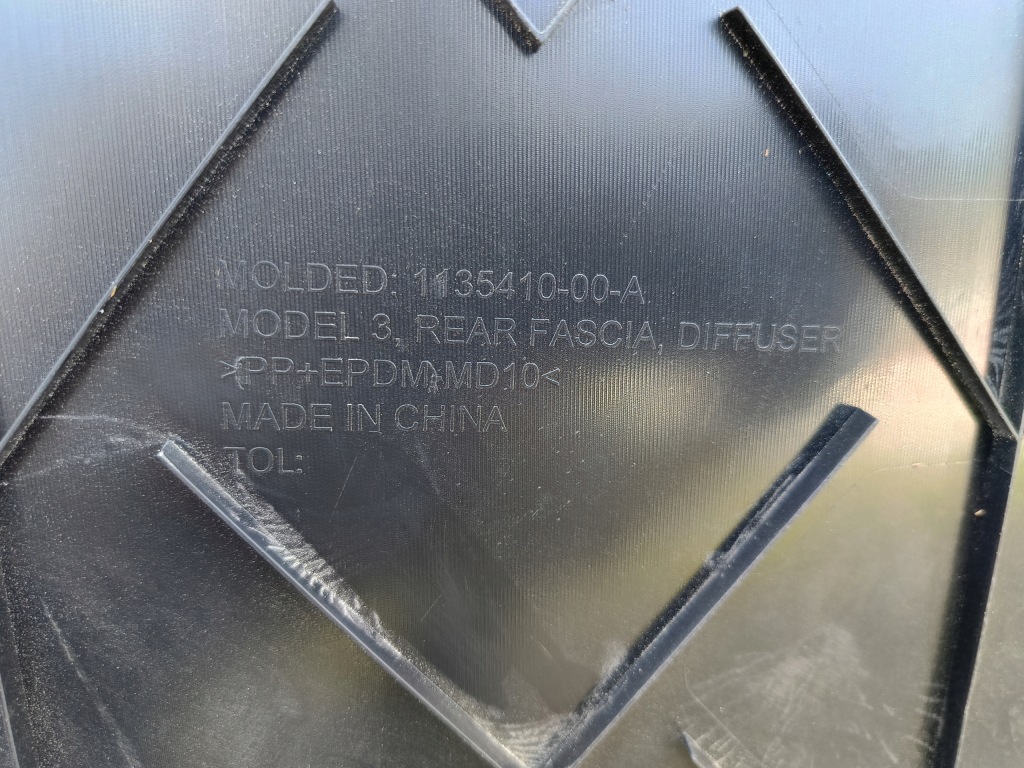 MOLDED: 1135410-00-A
MODEL 3, REAR FASCIA, DIFFUSER
>(PP+EPDM)MD10<
MADE IN CHINA
TOL: